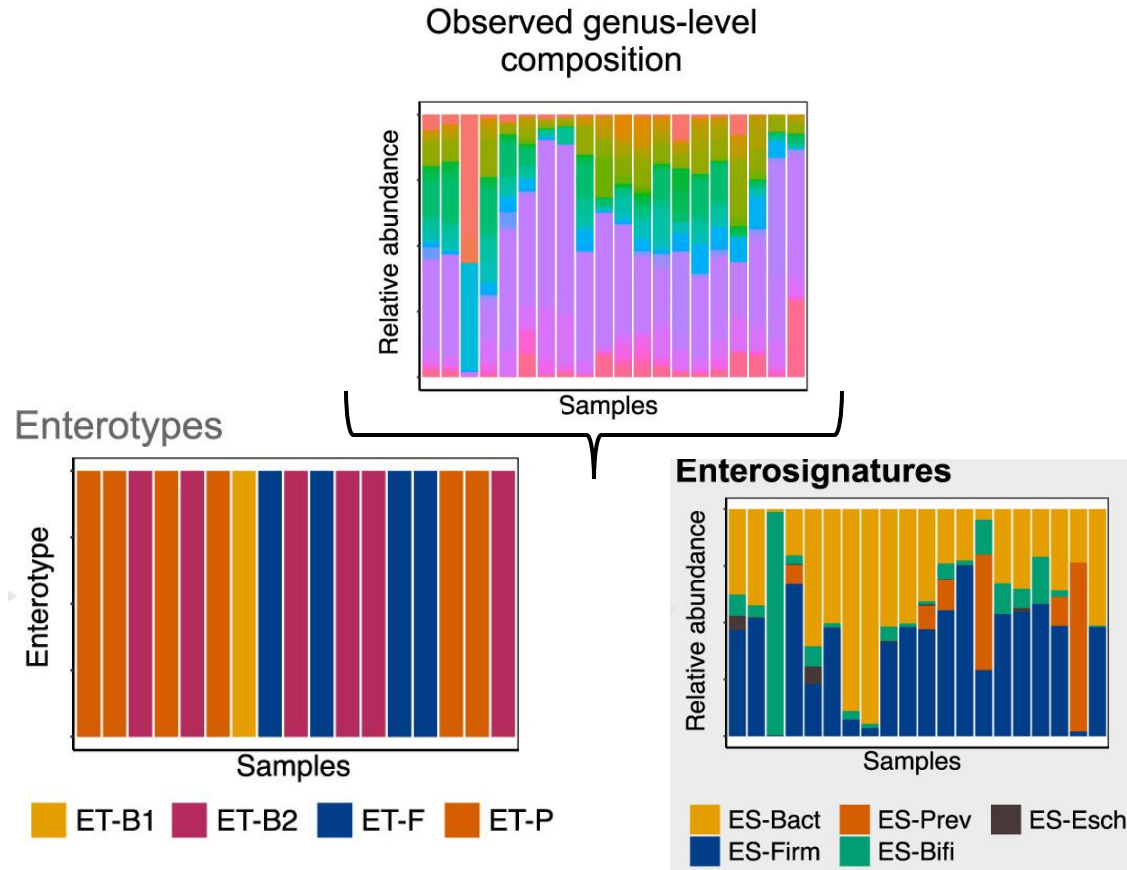 Observed genus-level
composition
Relative abundance
Samples
Enterotypes
Enterotype
Samples
ET-B1 ET-B2 ET-F ET-P
Enterosignatures
Relative abundance
Samples
ES-Bact ES-Prev ES-Esch
ES-Firm ES-Bifi